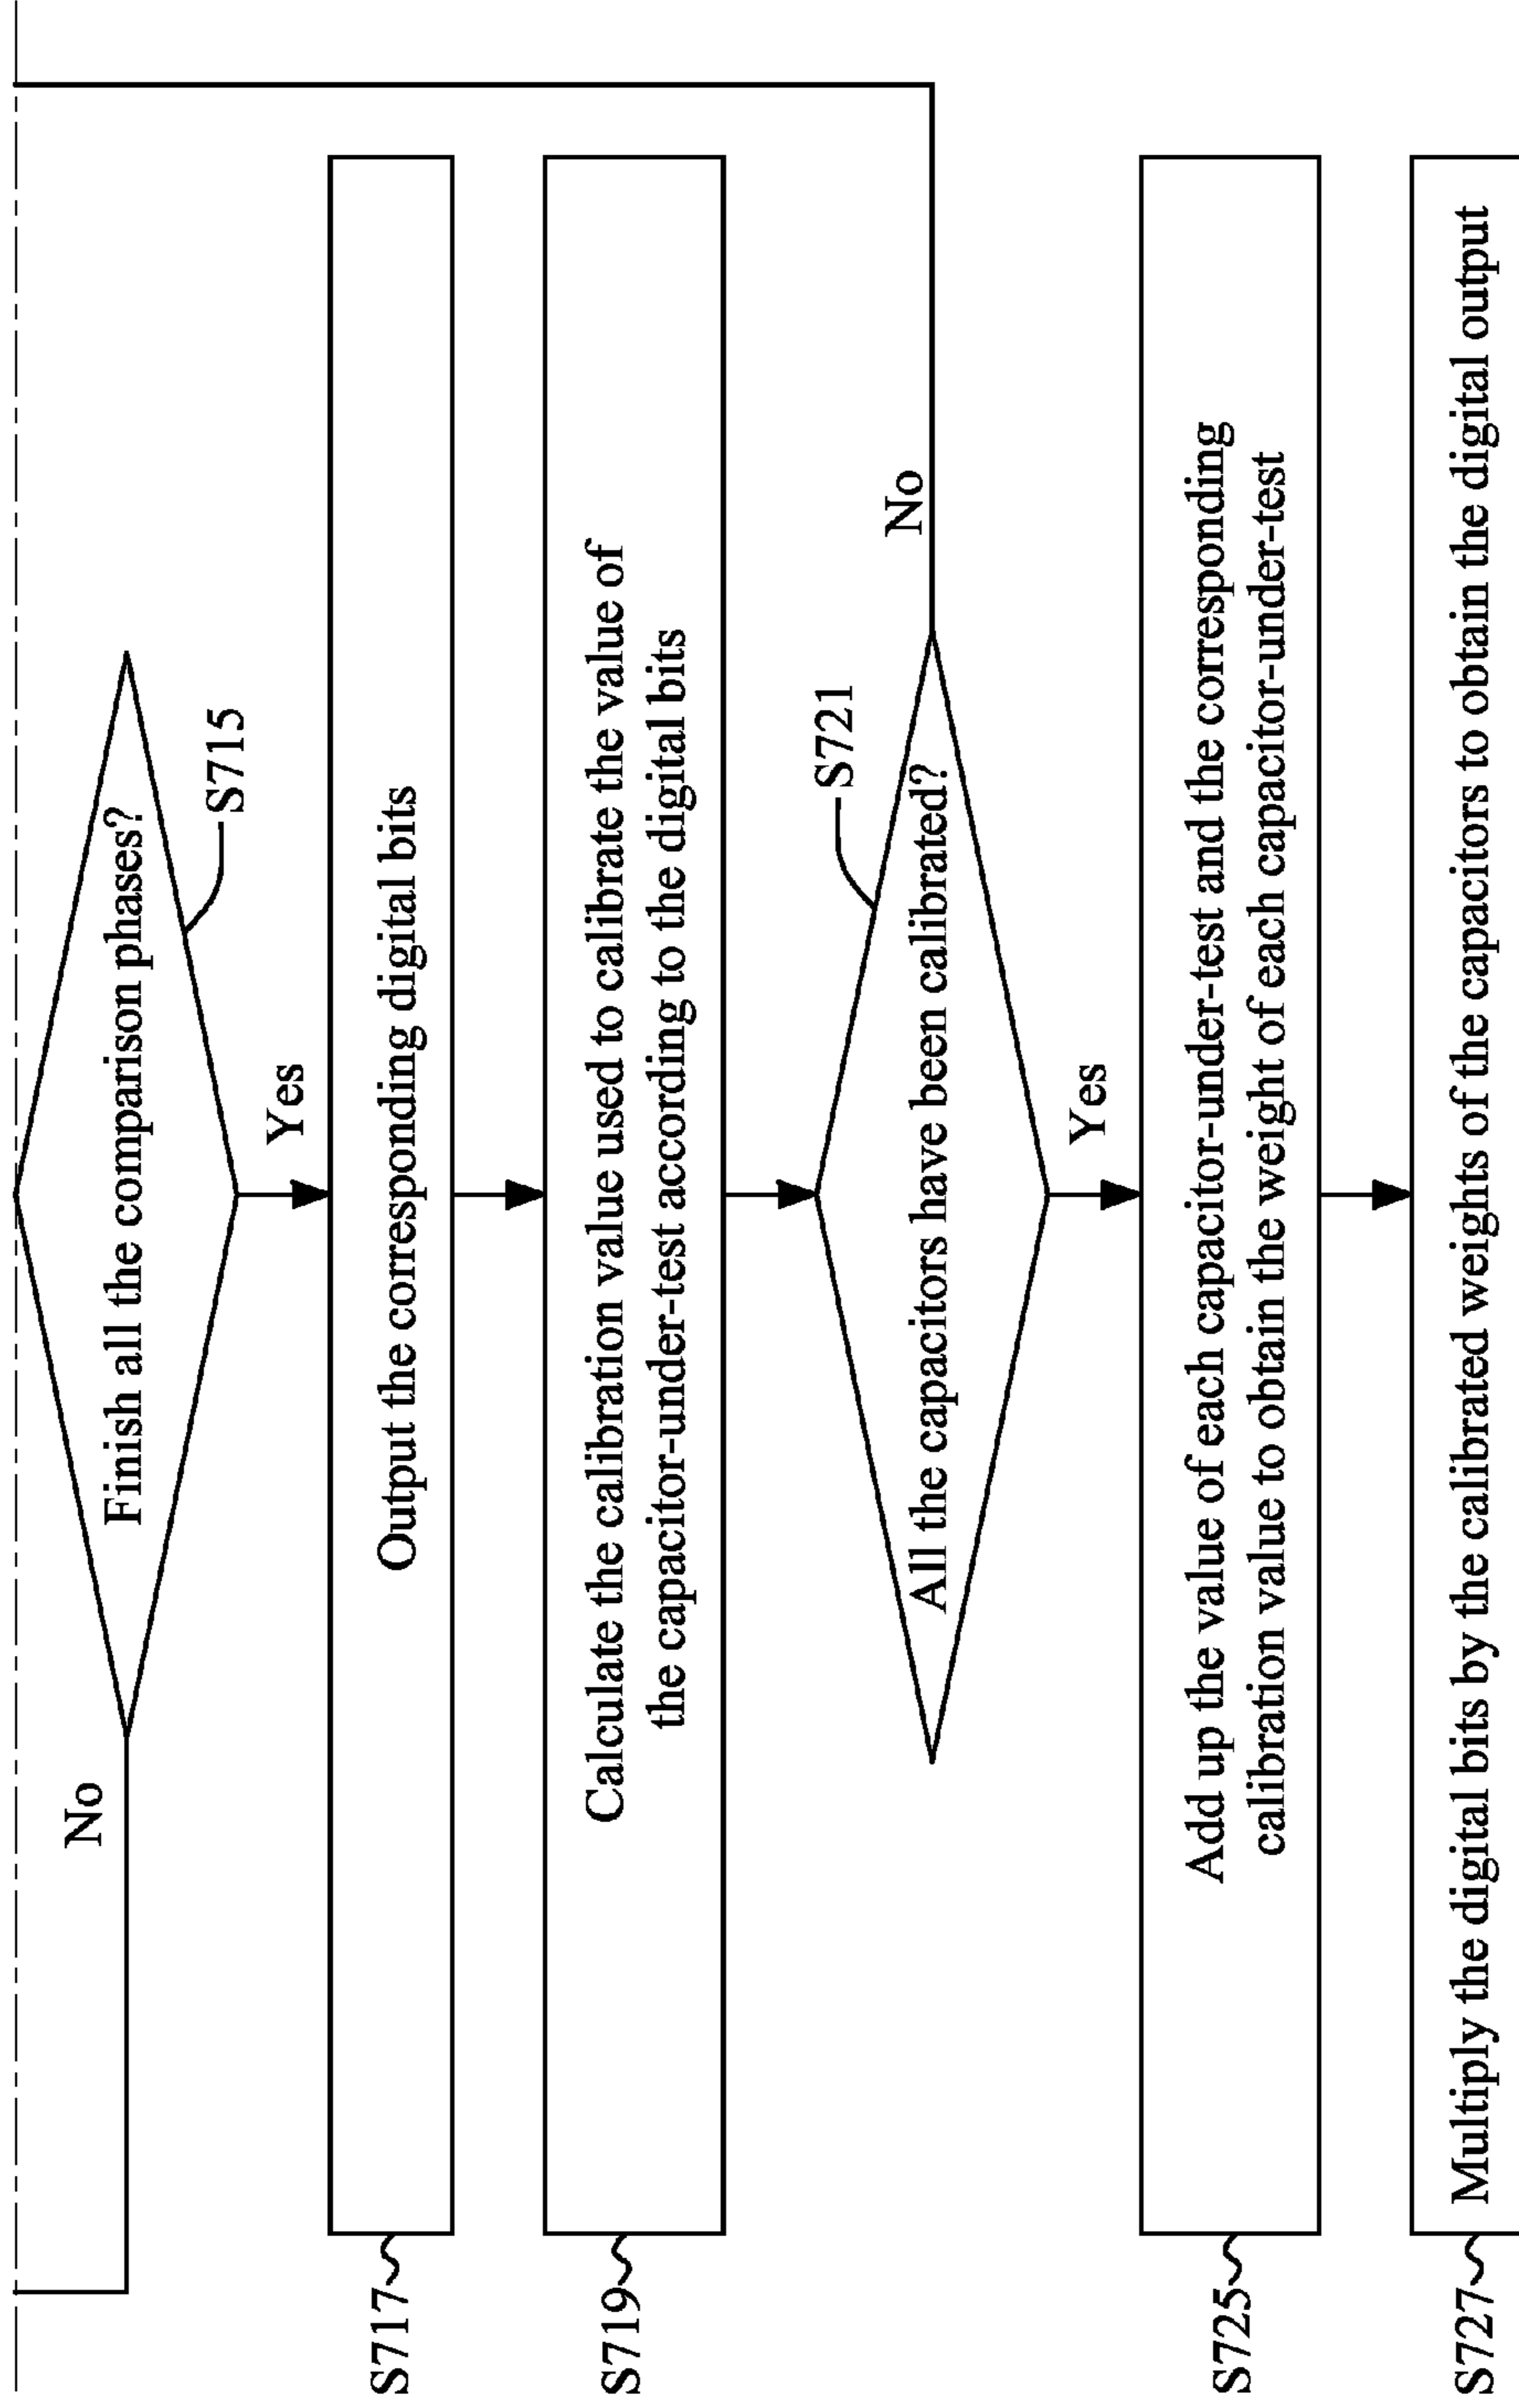 No
Finish all the comparison phases?
S715
Yes
S717
Output the corresponding digital bits
S719
Calculate the calibration value used to calibrate the value of
the capacitor-under-test according to the digital bits
S721
All the capacitors have been calibrated?
No
Yes
S725
Add up the value of each capacitor-under-test and the corresponding
calibration value to obtain the weight of each capacitor-under-test
S727
Multiply the digital bits by the calibrated weights of the capacitors to obtain the digital output